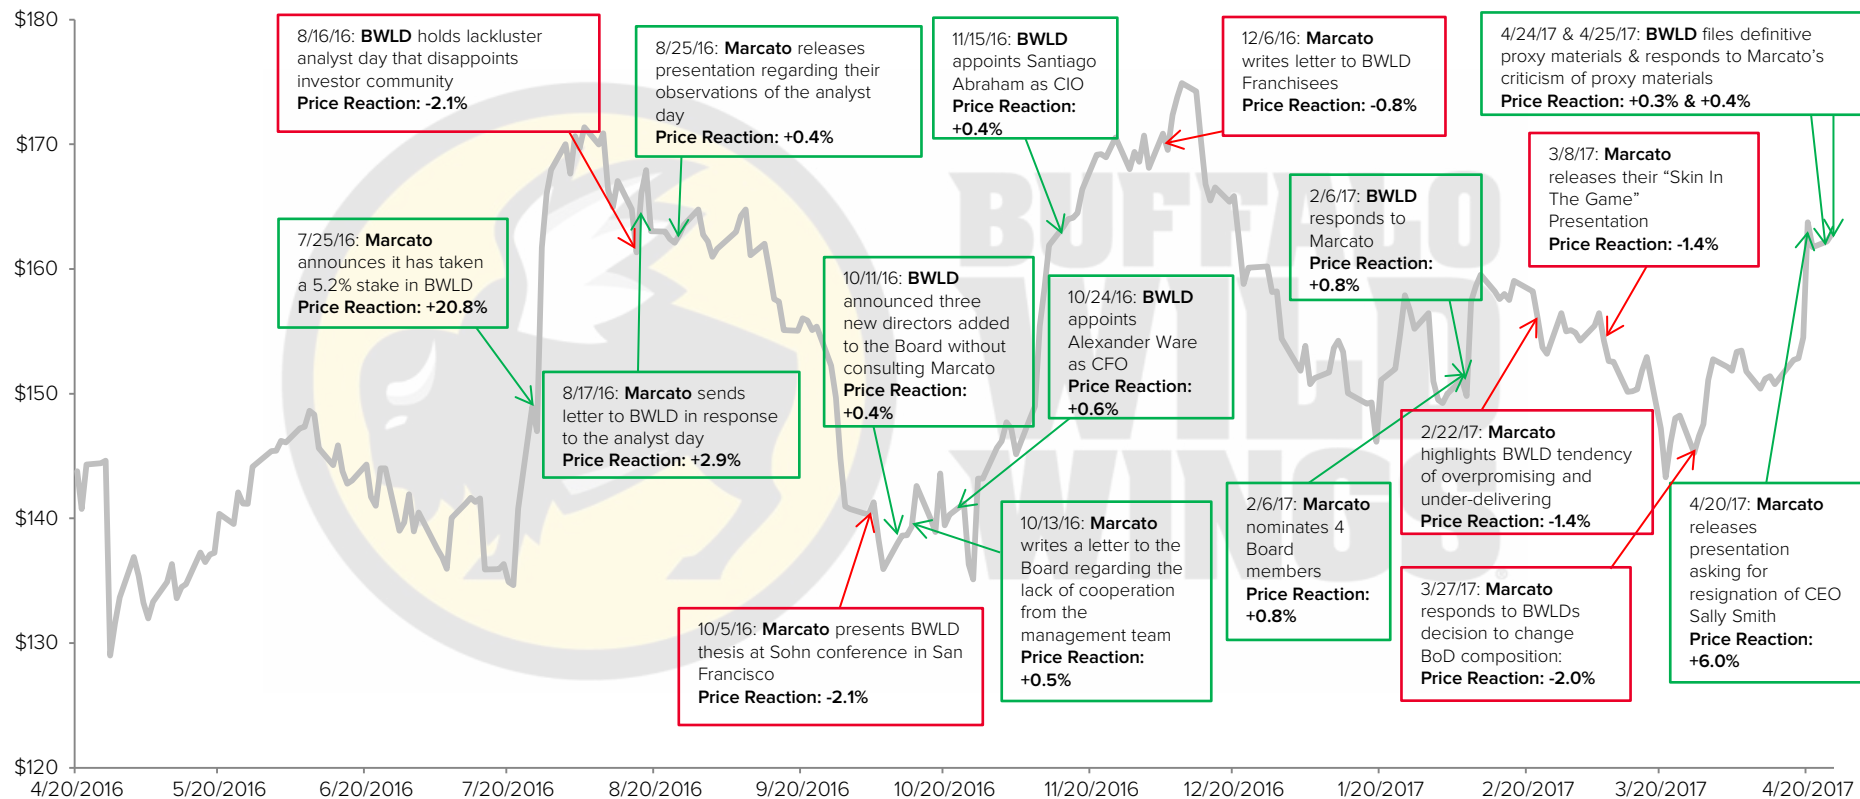 $180
$170
$160
$150
$140
$130
$120
4/20/2016
5/20/2016
6/20/2016
7/20/2016
8/20/2016
9/20/2016
10/20/2016
11/20/2016
12/20/2016
1/20/2017
2/20/2017
3/20/2017
4/20/2017
8/16/16: BWLD holds lackluster
analyst day that disappoints
investor community
Price Reaction: -2.1%
8/25/16: Marcato releases
presentation regarding their
observations of the analyst
day
Price Reaction: +0.4%
11/15/16: BWLD
appoints Santiago
Abraham as CIO
Price Reaction:
+0.4%
12/6/16: Marcato
writes letter to BWLD
Franchisees
Price Reaction: -0.8%
4/24/17 & 4/25/17: BWLD files definitive
proxy materials & responds to Marcato's
criticism of proxy materials
Price Reaction: +0.3% & +0.4%
3/8/17: Marcato
releases their “Skin In
The Game”
Presentation
Price Reaction: -1.4%
2/6/17: BWLD
responds to
Marcato
Price Reaction:
+0.8%
7/25/16: Marcato
announces it has taken
a 5.2% stake in BWLD
Price Reaction: +20.8%
10/11/16: BWLD
announced three
new directors added
to the Board without
consulting Marcato
Price Reaction:
+0.4%
10/24/16: BWLD
appoints
Alexander Ware
as CFO
Price Reaction:
+0.6%
8/17/16: Marcato sends
letter to BWLD in response
to the analyst day
Price Reaction: +2.9%
2/22/17: Marcato
highlights BWLD tendency
of overpromising and
under-delivering
Price Reaction: -1.4%
2/6/17: Marcato
nominates 4
Board
members
Price Reaction:
+0.8%
4/20/17: Marcato
releases
presentation
asking for
resignation of CEO
Sally Smith
Price Reaction:
+6.0%
10/13/16: Marcato
writes a letter to the
Board regarding the
lack of cooperation
from the
management team
Price Reaction:
+0.5%
3/27/17: Marcato
responds to BWLDs
decision to change
BoD composition:
Price Reaction: -2.0%
10/5/16: Marcato presents BWLD
thesis at Sohn conference in San
Francisco
Price Reaction: -2.1%
BUFFALO
WILD
WINGS